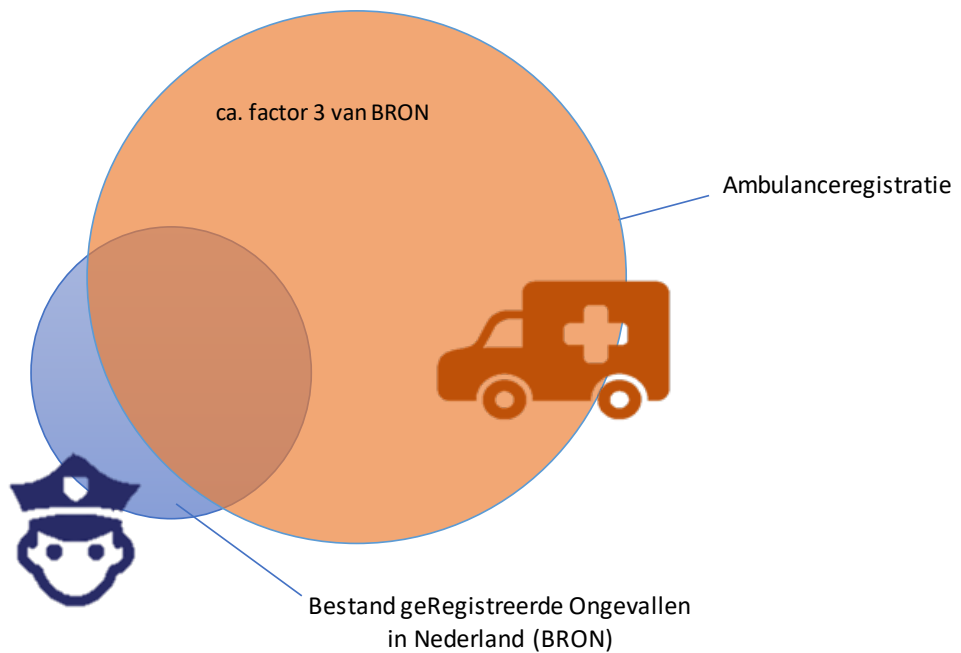 ca. factor 3 van BRON
Ambulanceregistratie
Bestand geRegistreerde Ongevallen
in Nederland (BRON)